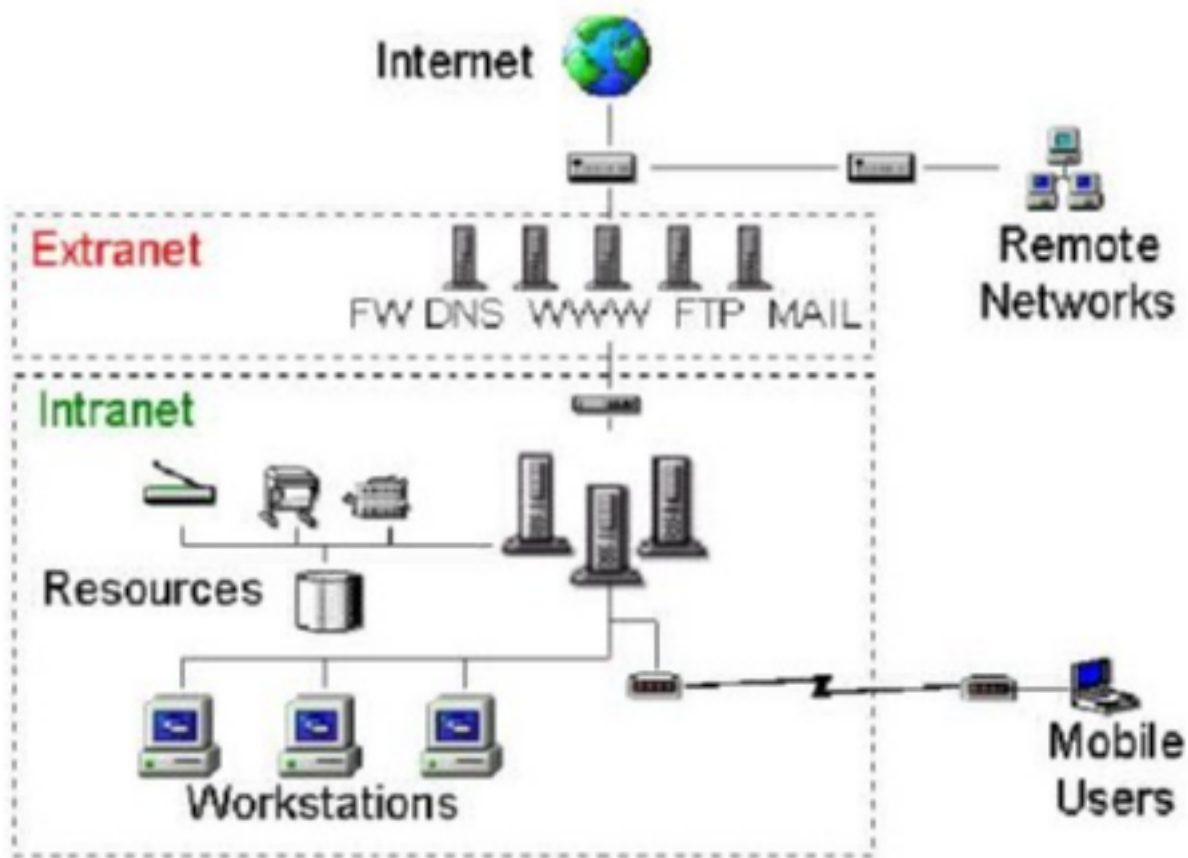 Internet
Extranet
Remote
Networks
FW DNS WWW FTP MAIL
Intranet
Resources
Workstations
Mobile
Users